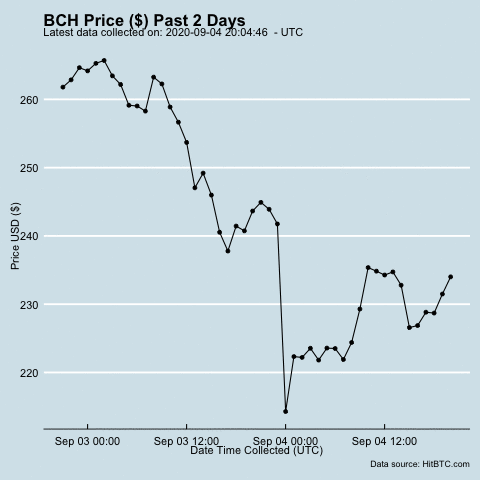 BCH Price ($) Past 2 Days
Latest data collected on: 2020-09-04 20:04:46  - UTC
260
250
240
230
220
Price USD ($)
Sep 03 00:00 Sep 03 12:00 Sep 04 00:00 Sep 04 12:00
Date Time Collected (UTC)
Data source: HitBTC.com